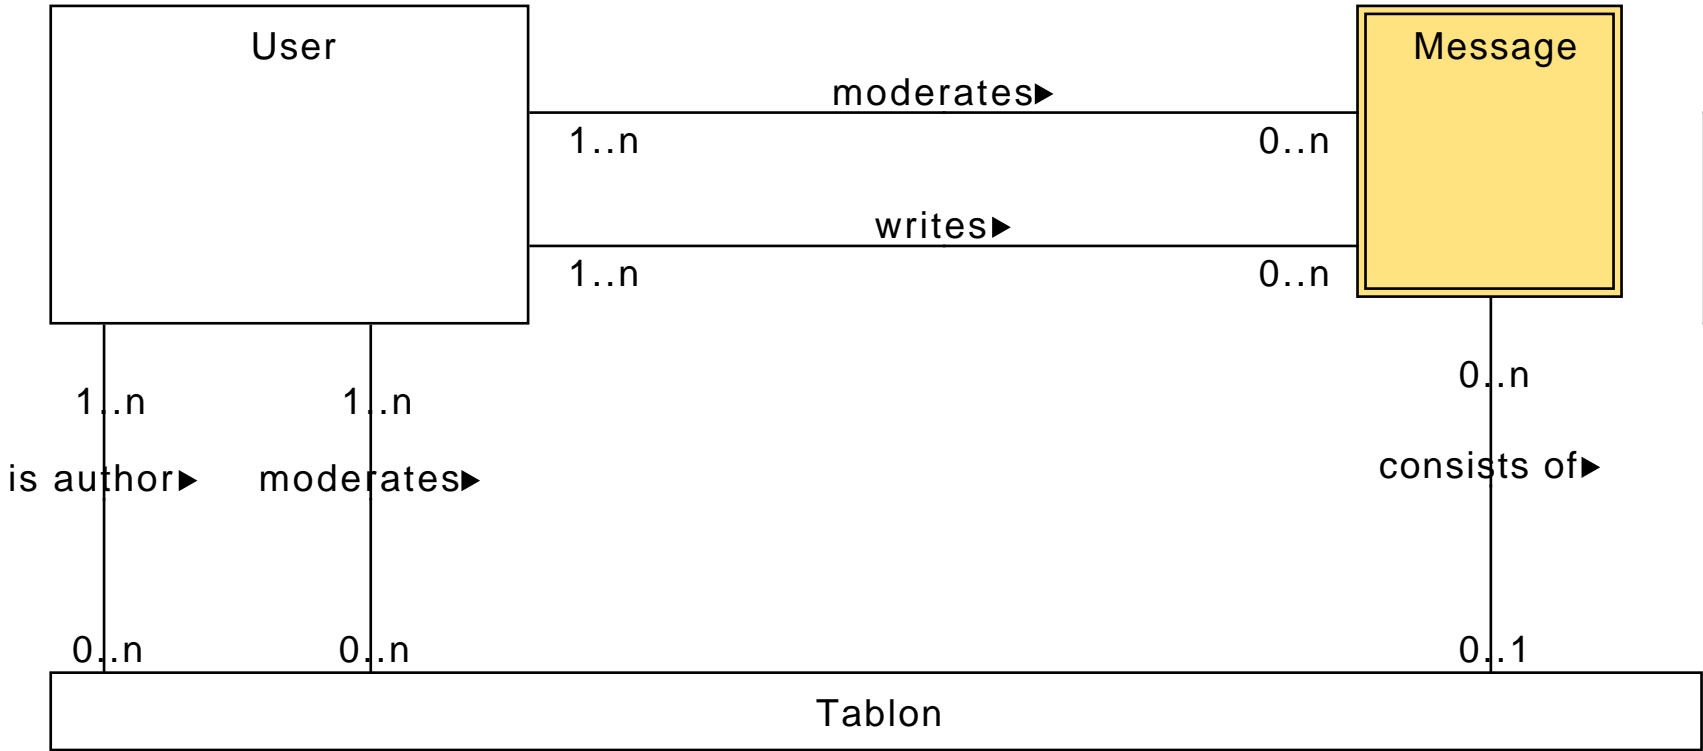 User
Message
moderates▶
1..n
0..n
writes▶
1..n
0..n
1..n
1..n
0..n
is author▶
moderates▶
consists of▶
0..n
0..n
0..1
Tablon